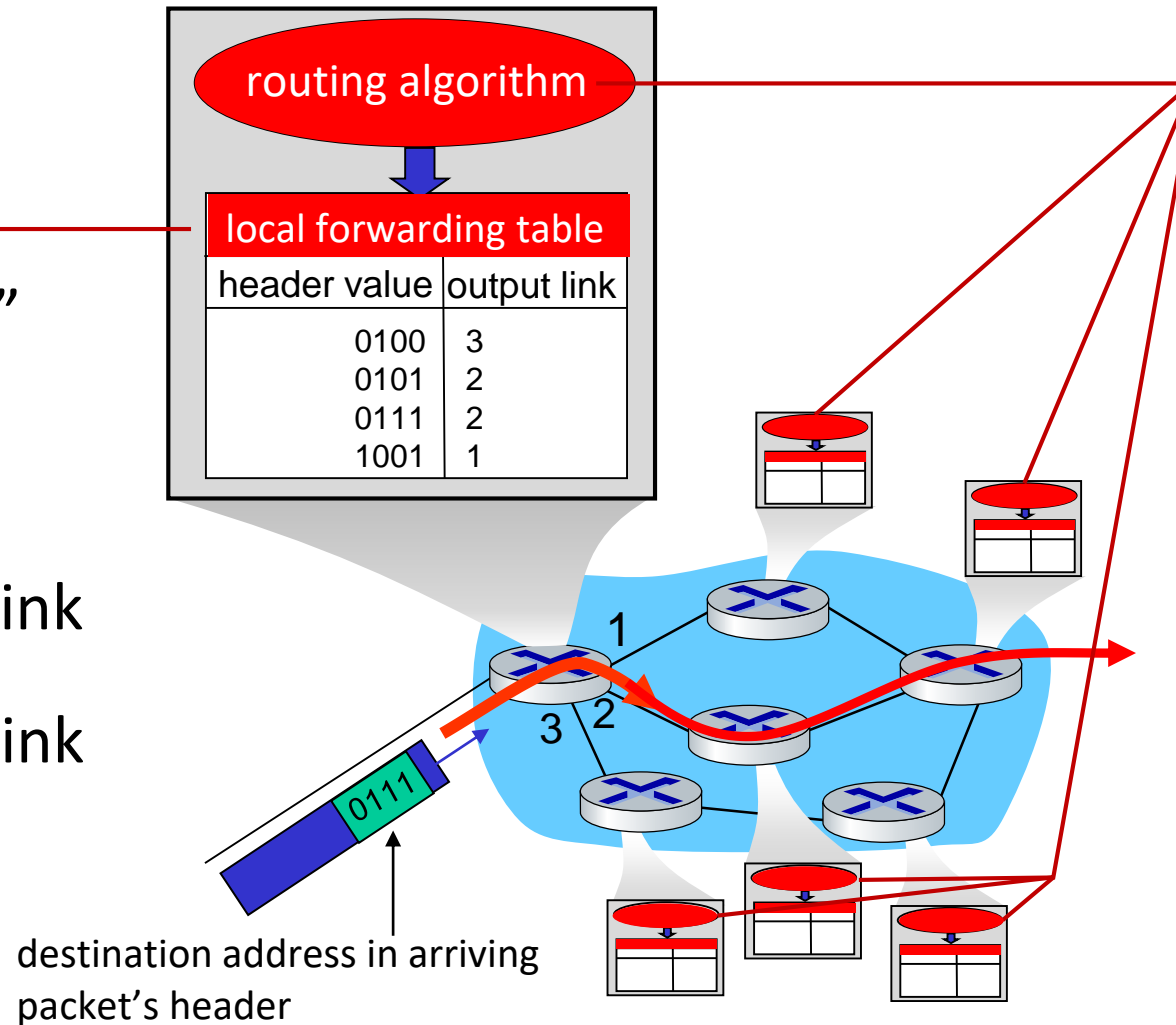 routing algorithm
local forwarding table
header value output link
0100 3
0101 2
0111 2
1001 1
”
ink
ink
1
2
3
0111
destination address in arriving
packet’s header